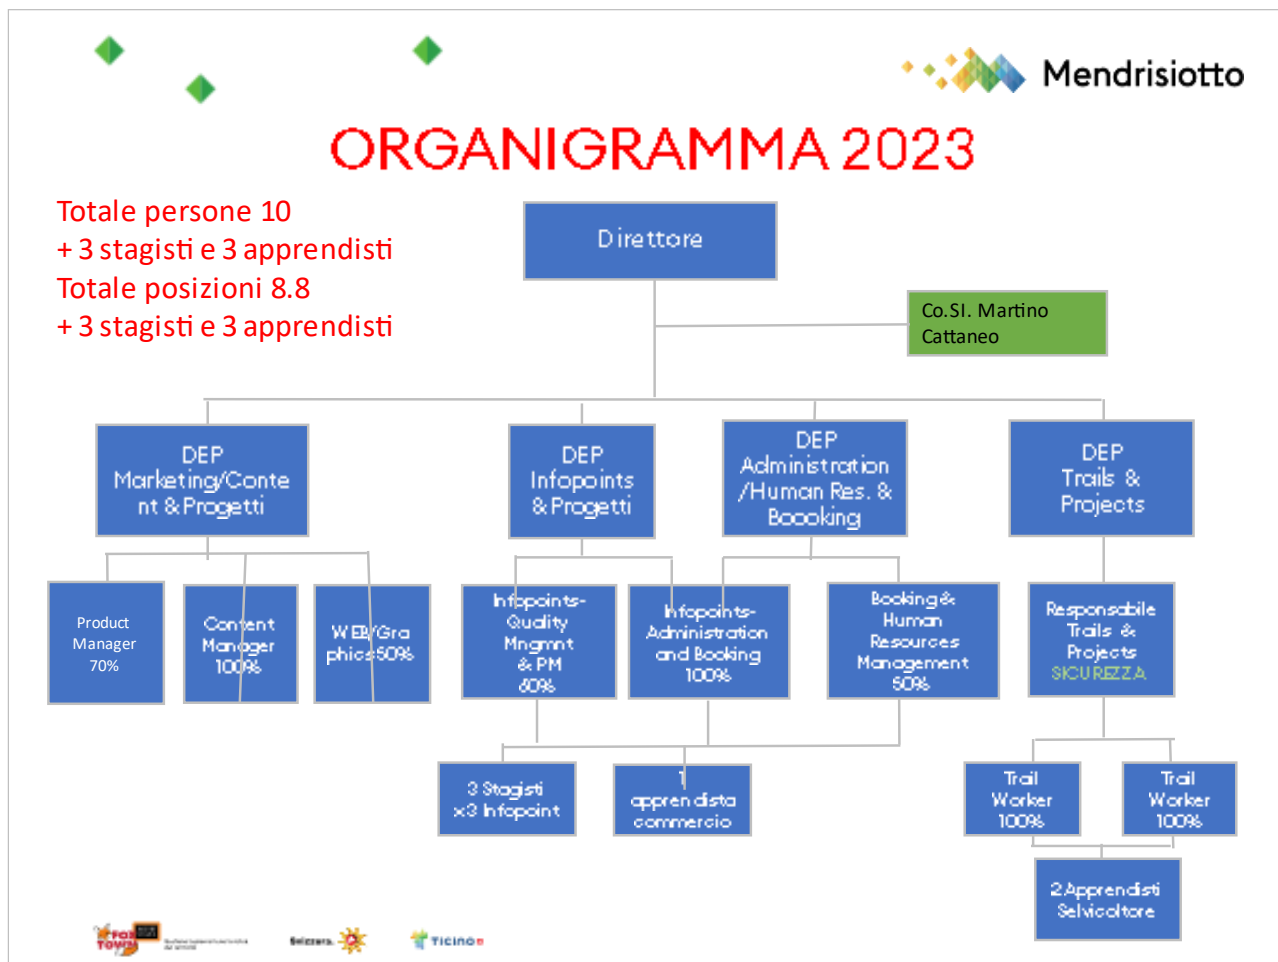 Mendrisiotto
ORGANIGRAMMA 2023
Totale persone 10
+ 3 stagisti e 3 apprendisti
Totale posizioni 8.8
+ 3 stagisti e 3 apprendisti
Direttore
Co.SI. Martino
Cattaneo
DEP
Marketing/Conte
nt & Progetti
DEP
Infopoints
& Progetti
DEP
Administration
/Human Res. &
Boooking
DEP
Trails &
Projects
Product
Manager
70%
Content
Manager
100%
WEB/Gra
phics
Infopoints-
Quality
Mngmnt
& PM
Infopoints-
Administration
and Booking
100%
Booking &
Human
Resources
Management
Responsabile
Trails &
Projects
SICUREZZA
3 Stagisti
x3 Infopoint
1
apprendista
commercio
Trail
Worker
100%
Trail
Worker
100%
2 Apprendisti
Selvicoltore
FOX
TOWN
Svizzera.
TICINO